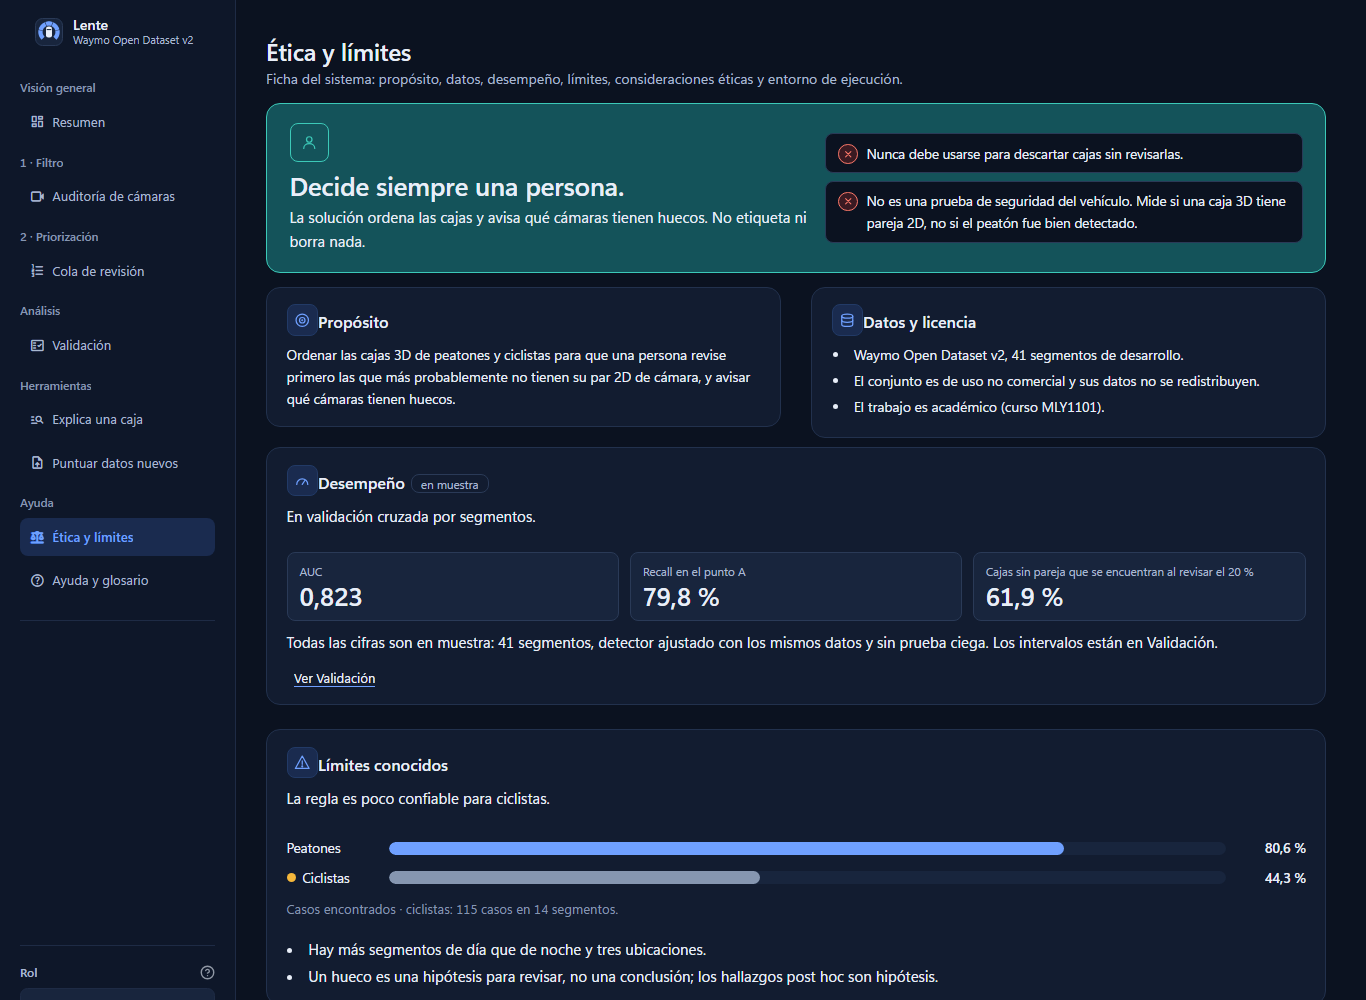 Lente
Waymo Open Dataset v2
Visión general
Resumen
1 · Filtro
Auditoría de cámaras
2 · Priorización
Cola de revisión
Análisis
Validación
Herramientas
Explica una caja
Puntuar datos nuevos
Ayuda
Ética y límites
Ayuda y glosario
Rol
Ética y límites
Ficha del sistema: propósito, datos, desempeño, límites, consideraciones éticas y entorno de ejecución.
Decide siempre una persona.
La solución ordena las cajas y avisa qué cámaras tienen huecos. No etiqueta ni
borra nada.
Nunca debe usarse para descartar cajas sin revisarlas.
No es una prueba de seguridad del vehículo. Mide si una caja 3D tiene
pareja 2D, no si el peatón fue bien detectado.
Propósito
Ordenar las cajas 3D de peatones y ciclistas para que una persona revise
primero las que más probablemente no tienen su par 2D de cámara, y avisar
qué cámaras tienen huecos.
Datos y licencia
Waymo Open Dataset v2, 41 segmentos de desarrollo.
El conjunto es de uso no comercial y sus datos no se redistribuyen.
El trabajo es académico (curso MLY1101).
Desempeño en muestra
En validación cruzada por segmentos.
AUC
0,823
Recall en el punto A
79,8 %
Cajas sin pareja que se encuentran al revisar el 20 %
61,9 %
Todas las cifras son en muestra: 41 segmentos, detector ajustado con los mismos datos y sin prueba ciega. Los intervalos están en Validación.
Ver Validación
Límites conocidos
La regla es poco confiable para ciclistas.
Peatones 80,6 %
Ciclistas 44,3 %
Casos encontrados · ciclistas: 115 casos en 14 segmentos.
Hay más segmentos de día que de noche y tres ubicaciones.
Un hueco es una hipótesis para revisar, no una conclusión; los hallazgos post hoc son hipótesis.